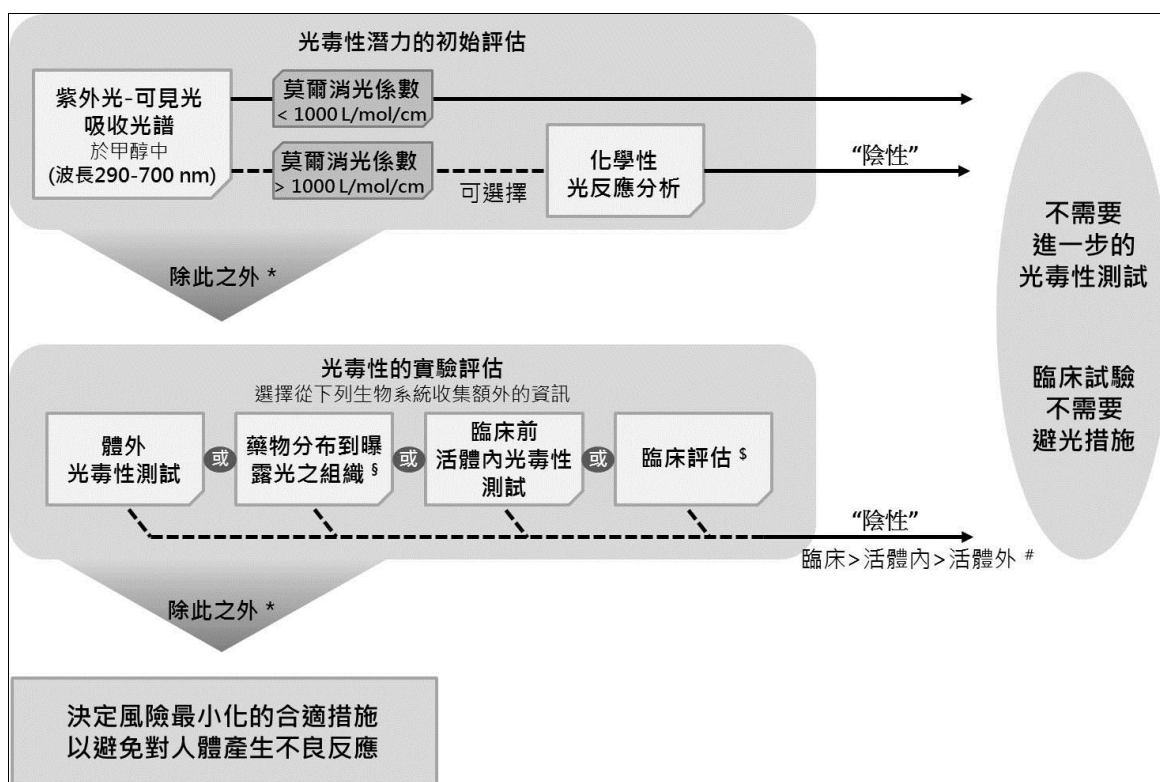 光毒性潛力的初始評估
紫外光-可見光
吸收光譜
於甲醇中
(波長290-700 nm)
莫爾消光係數
< 1000 L/mol/cm
莫爾消光係數
> 1000 L/mol/cm
可選擇
化學性
光反應分析
“陰性”
不需要
進一步的
光毒性測試
臨床試驗
不需要
避光措施
除此之外 *
光毒性的實驗評估
選擇從下列生物系統收集額外的資訊
體外
光毒性測試
或
藥物分布到曝
露光之組織 §
或
臨床前
活體內光毒性
測試
或
臨床評估 $
“陰性”
臨床>活體內>活體外 #
除此之外 *
決定風險最小化的合適措施
以避免對人體產生不良反應